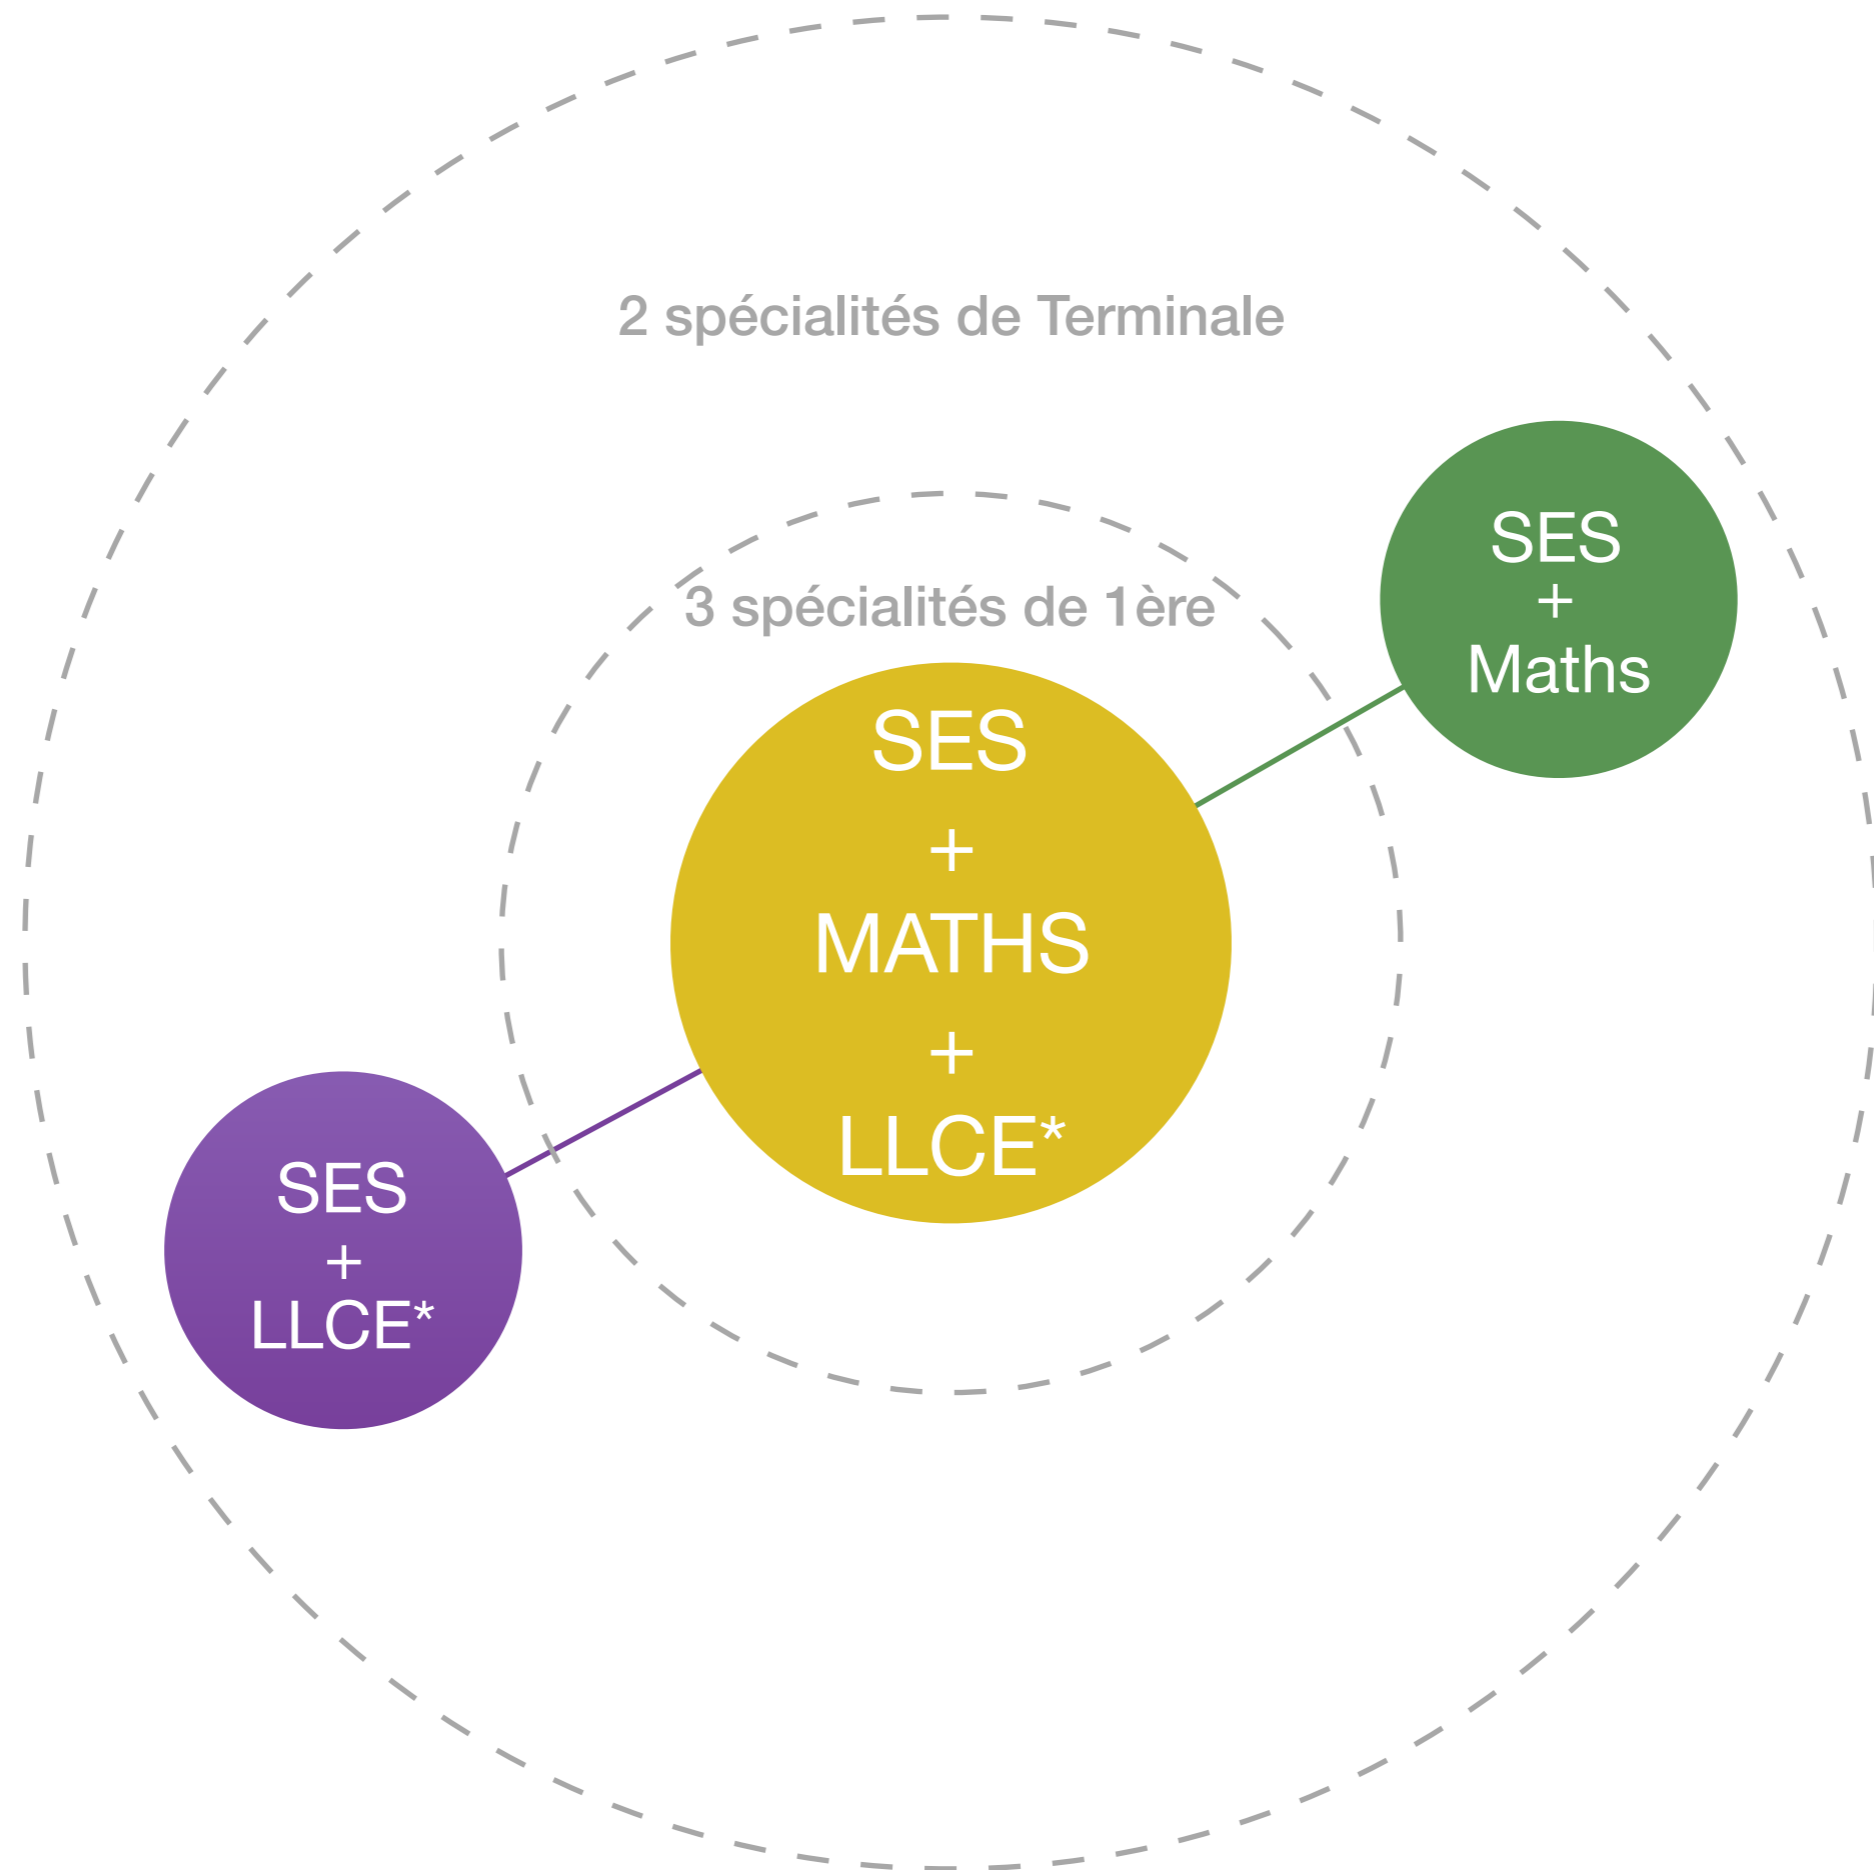 2 spécialités de Terminale
3 spécialités de 1ère
SES
+
Maths
SES
+
MATHS
+
LLCE*
SES
+
LLCE*